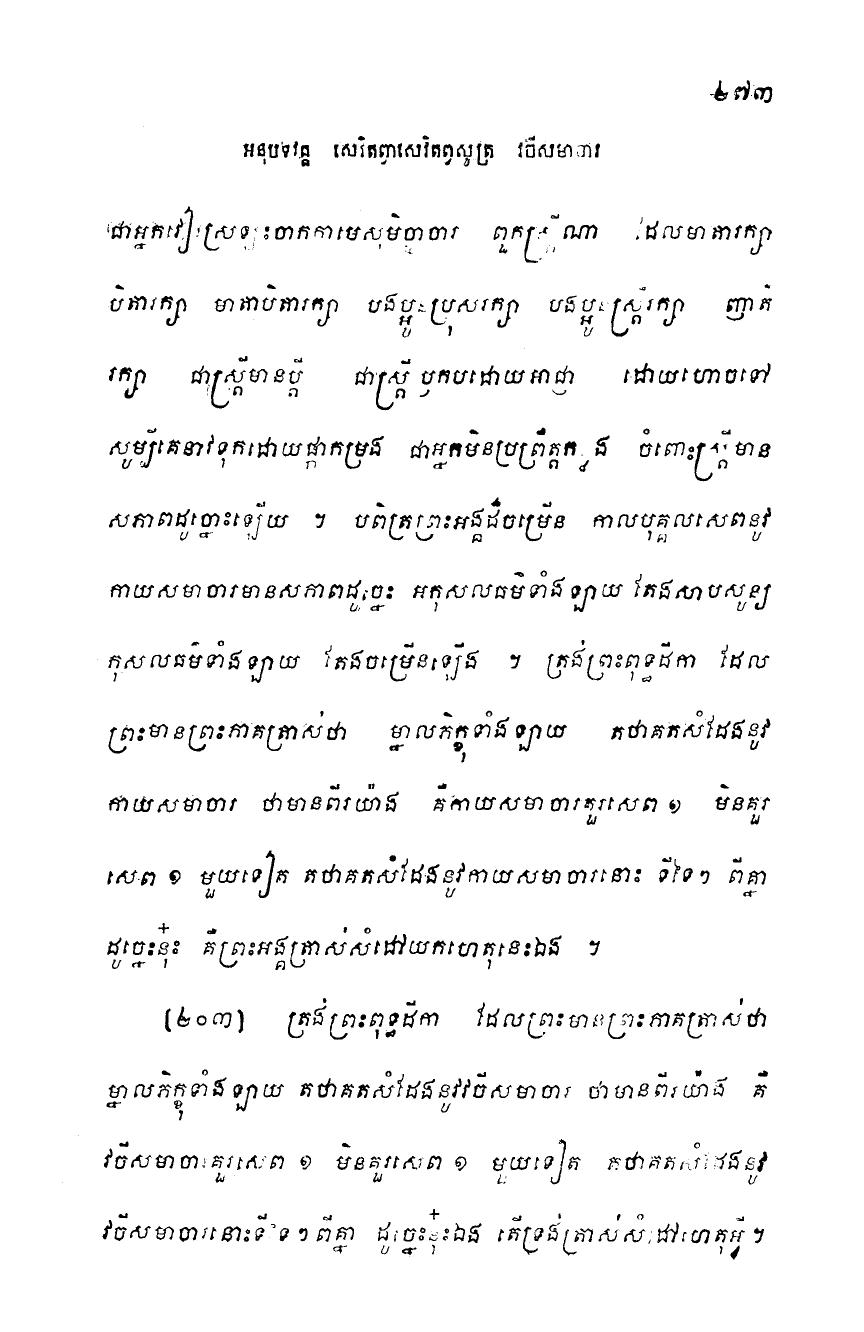 ២៧៣
អនុបទវគ្គ សេវិតព្វាសេវិតព្វសូត្រ វចីសមាចារ
ជាអ្នកវៀរស្រឡះចាកកាមេសុមិច្ឆាចារ ពួកស្ត្រីណា ដែលមាតារក្សា
បិតារក្សា មាតាបិតារក្សា បងប្អូនប្រុសរក្សា បងប្អូនស្ត្រីរក្សា ញាតិ
រក្សា ជាស្ត្រីមានប្តី ជាស្ត្រី ប្រកបដោយអាជ្ញា ដោយហោចទៅ
សូម្បីគេនាវទុកដោយផ្កាកម្រង ជាអ្នកមិនប្រព្រឹត្តកន្លង ចំពោះស្ត្រីមាន
សភាពដូច្នោះឡើយ ។ បពិត្រព្រះអង្គដ៏ចម្រើន កាលបុគ្គលសេពនូវ
កាយសមាចារមានសភាពដូច្នេះ អកុសលធម៌ទាំងឡាយ តែងសាបសូន្យ
កុសលធម៌ទាំងឡាយ តែងចម្រើនឡើង ។ ត្រង់ព្រះពុទ្ធដីកា ដែល
ព្រះមានព្រះភាគត្រាស់ថា ម្នាលភិក្ខុទាំងឡាយ តថាគតសំដែងនូវ
កាយសមាចារ ថាមានពីរយ៉ាង គឺកាយសមាចារគួរសេព ១ មិនគួរ
សេព ១ មួយទៀត តថាគតសំដែងនូវកាយសមាចារនោះ ទីទៃៗ ពីគ្នា
ដូច្នេះនុ៎ះ គឺព្រះអង្គត្រាស់សំដៅយកហេតុនេះឯង ។
(២០៣) ត្រង់ព្រះពុទ្ធដីកា ដែលព្រះមានព្រះភាគត្រាស់ថា
ម្នាលភិក្ខុទាំងឡាយ តថាគតសំដែងនូវវចីសមាចារ ថាមានពីរយ៉ាង គឺ
វចីសមាចារគួរសេព ១ មិនគួរសេព ១ មួយទៀត តថាគតសំដែងនូវ
វចីសមាចារនោះទីទៃៗ ពីគ្នា ដូច្នេះនុ៎ះឯង តើទ្រង់ត្រាស់សំដៅហេតុអ្វី ។